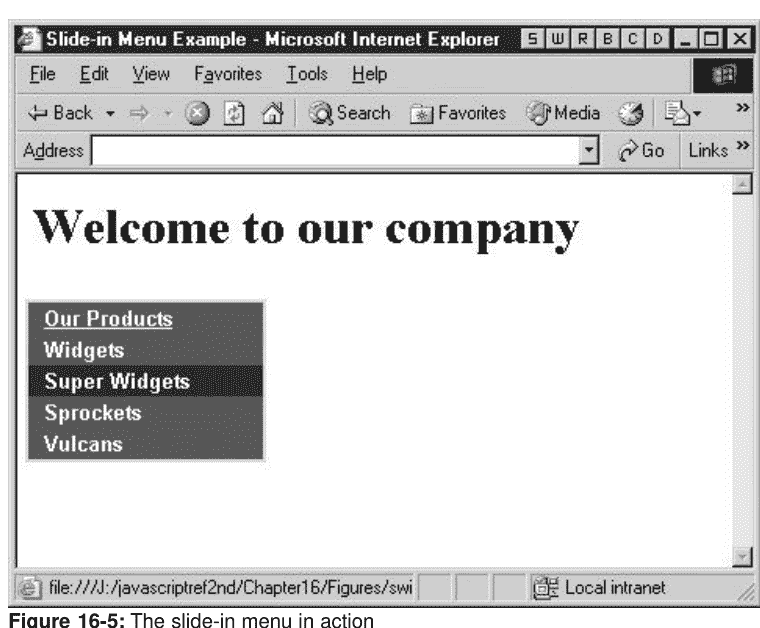 Slide-in Menu Example - Microsoft Internet Explorer S W R B C D
File Edit View Favorites Tools Help
Back Search Favorites Media »
Address Go Links »
Welcome to our company
Our Products
Widgets
Super Widgets
Sprockets
Vulcans
file:///J:/javascriptref2nd/Chapter16/Figures/swi Local intranet
Figure 16-5: The slide-in menu in action